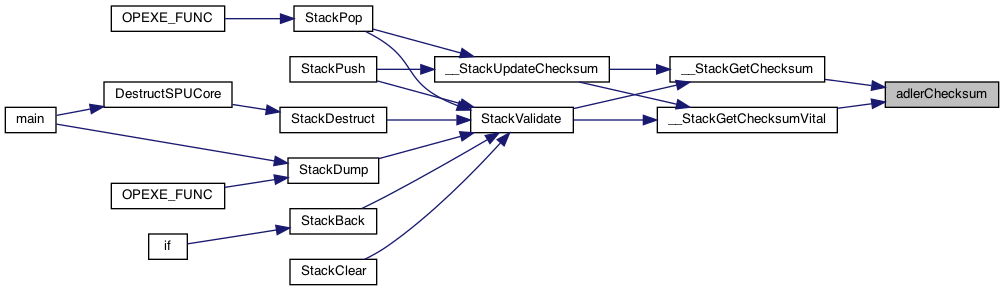 OPEXE_FUNC
StackPop
StackPush
__StackUpdateChecksum
__StackGetChecksum
DestructSPUCore
adlerChecksum
main
StackDestruct
StackValidate
__StackGetChecksumVital
StackDump
OPEXE_FUNC
StackBack
if
StackClear